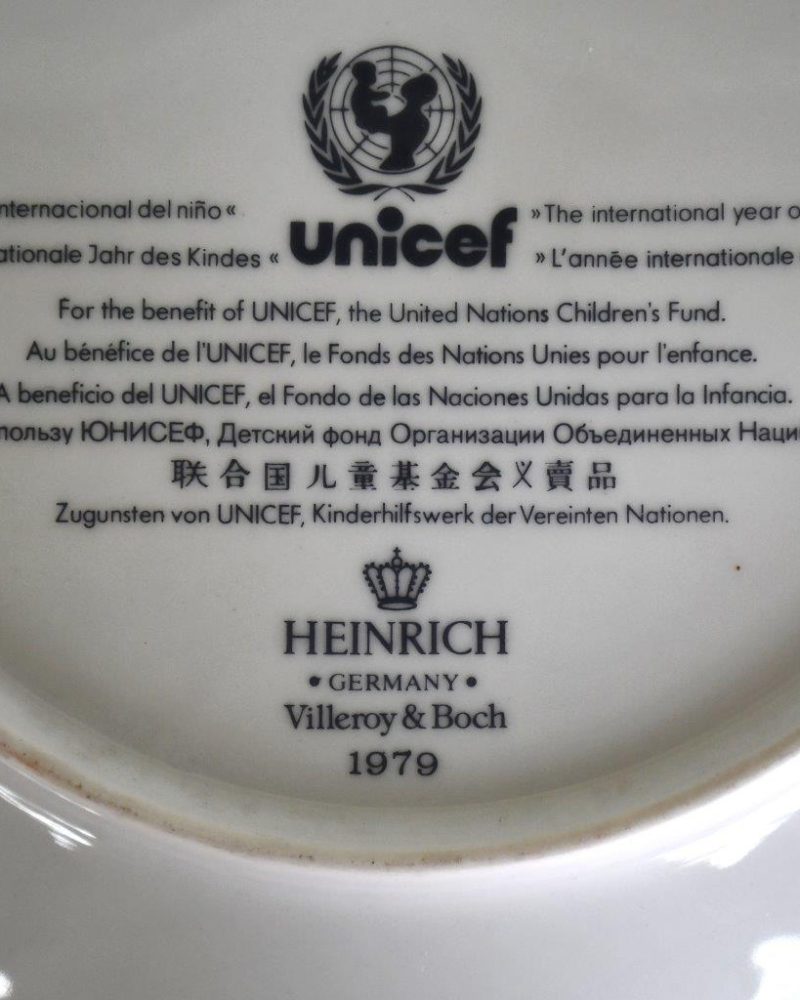 nternacional del niño « »The international year o
ationale Jahr des Kindes « unicef » L'année internationale
For the benefit of UNICEF, the United Nations Children's Fund.
Au bénéfice de l'UNICEF, le Fonds des Nations Unies pour l'enfance.
A beneficio del UNICEF, el Fondo de las Naciones Unidas para la Infancia.
пользу ЮНИСЕФ, Детский фонд Организации Объединенных Наци
联合国儿童基金会义賣品
Zugunsten von UNICEF, Kinderhilfswerk der Vereinten Nationen.
HEINRICH
• GERMANY •
Villeroy & Boch
1979